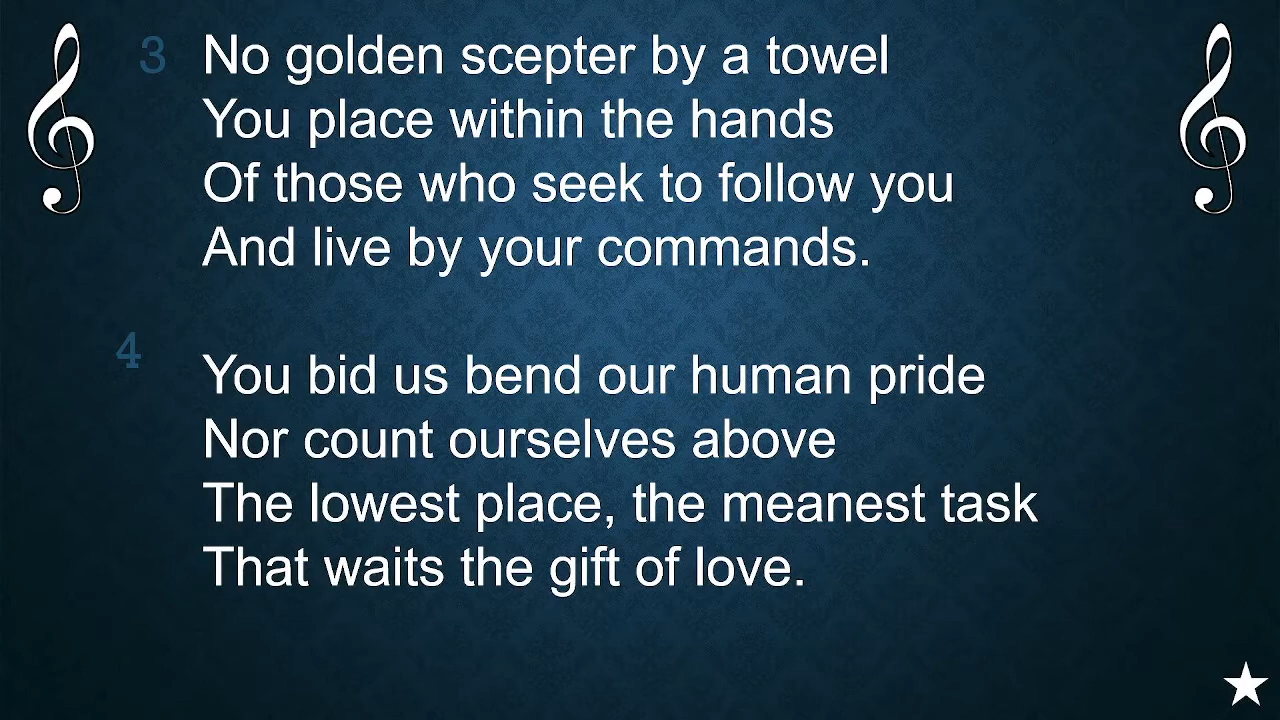 3 No golden scepter by a towel
You place within the hands
Of those who seek to follow you
And live by your commands.
4 You bid us bend our human pride
Nor count ourselves above
The lowest place, the meanest task
That waits the gift of love.